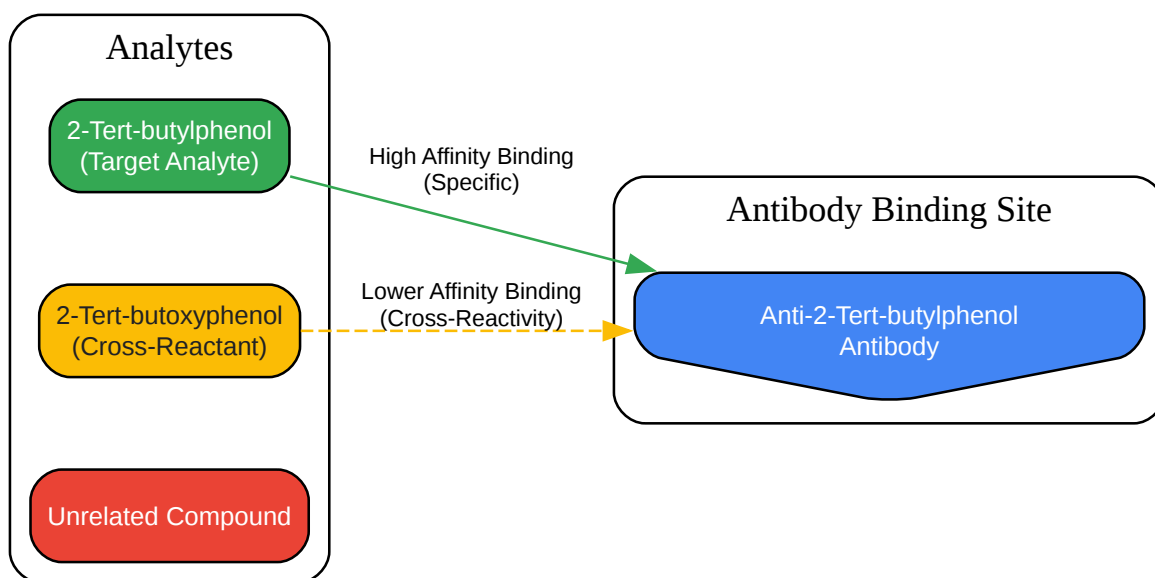 Analytes
2-Tert-butylphenol
(Target Analyte)
High Affinity Binding
(Specific)
Antibody Binding Site
2-Tert-butoxyphenol
(Cross-Reactant)
Lower Affinity Binding
(Cross-Reactivity)
Anti-2-Tert-butylphenol
Antibody
Unrelated Compound